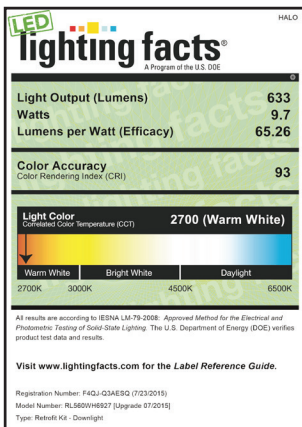 HALO
LED
lighting facts®
A Program of the U.S. DOE
Light Output (Lumens) 633
Watts 9.7
Lumens per Watt (Efficacy) 65.26
Color Accuracy 93
Color Rendering Index (CRI)
Light Color 2700 (Warm White)
Correlated Color Temperature (CCT)
Warm White Bright White Daylight
2700K 3000K 4500K 6500K
All results are according to IESNA LM-79-2008: Approved Method for the Electrical and
Photometric Testing of Solid-State Lighting. The U.S. Department of Energy (DOE) verifies
product test data and results.
Visit www.lightingfacts.com for the Label Reference Guide.
Registration Number: F4QJ-Q3AESQ (7/23/2015)
Model Number: RL560WH6927 [Upgrade 07/2015]
Type: Retrofit Kit - Downlight